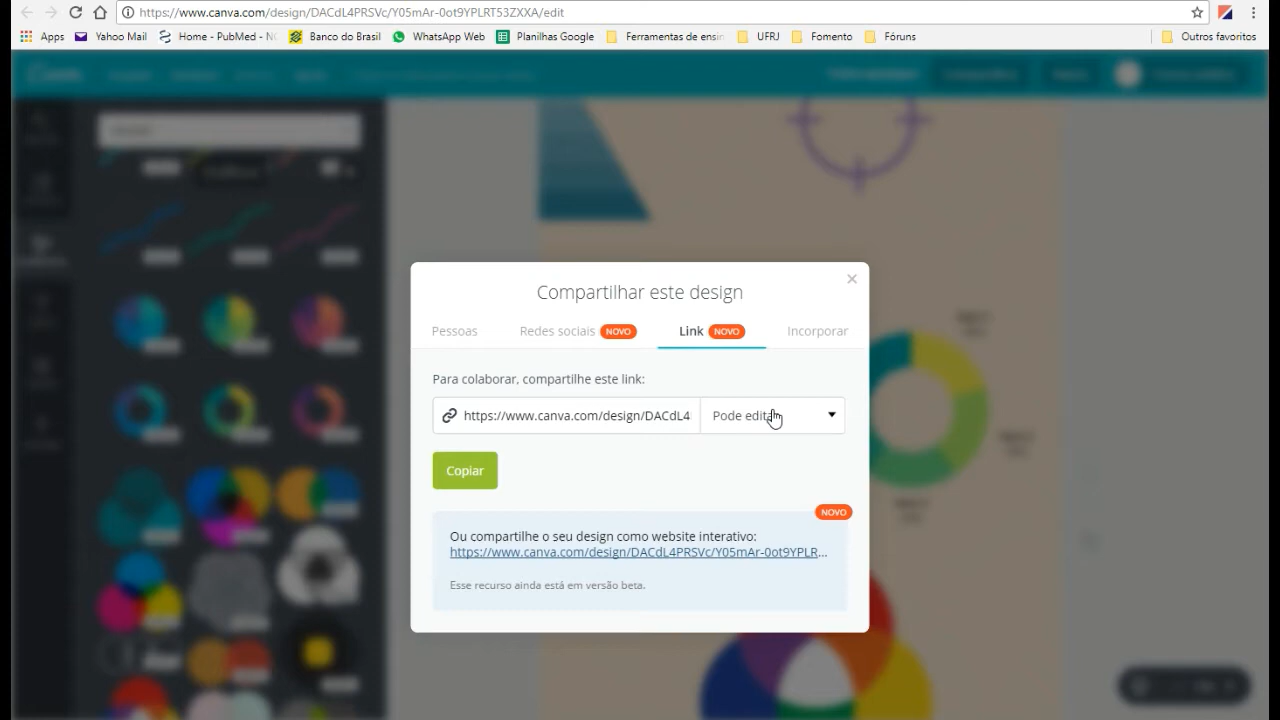 https://www.canva.com/design/DACdL4PRSVc/Y05mAr-0ot9YPLRT53ZXXA/edit
Apps Yahoo Mail Home - PubMed - NC Banco do Brasil WhatsApp Web Planilhas Google Ferramentas de ensin UFRJ Fomento Fóruns Outros favoritos
Compartilhar este design
Pessoas Redes sociais NOVO Link NOVO Incorporar
Para colaborar, compartilhe este link:
https://www.canva.com/design/DACdL4 Pode editar
Copiar
NOVO
Ou compartilhe o seu design como website interativo:
https://www.canva.com/design/DACdL4PRSVc/Y05mAr-0ot9YPLR...
Esse recurso ainda está em versão beta.